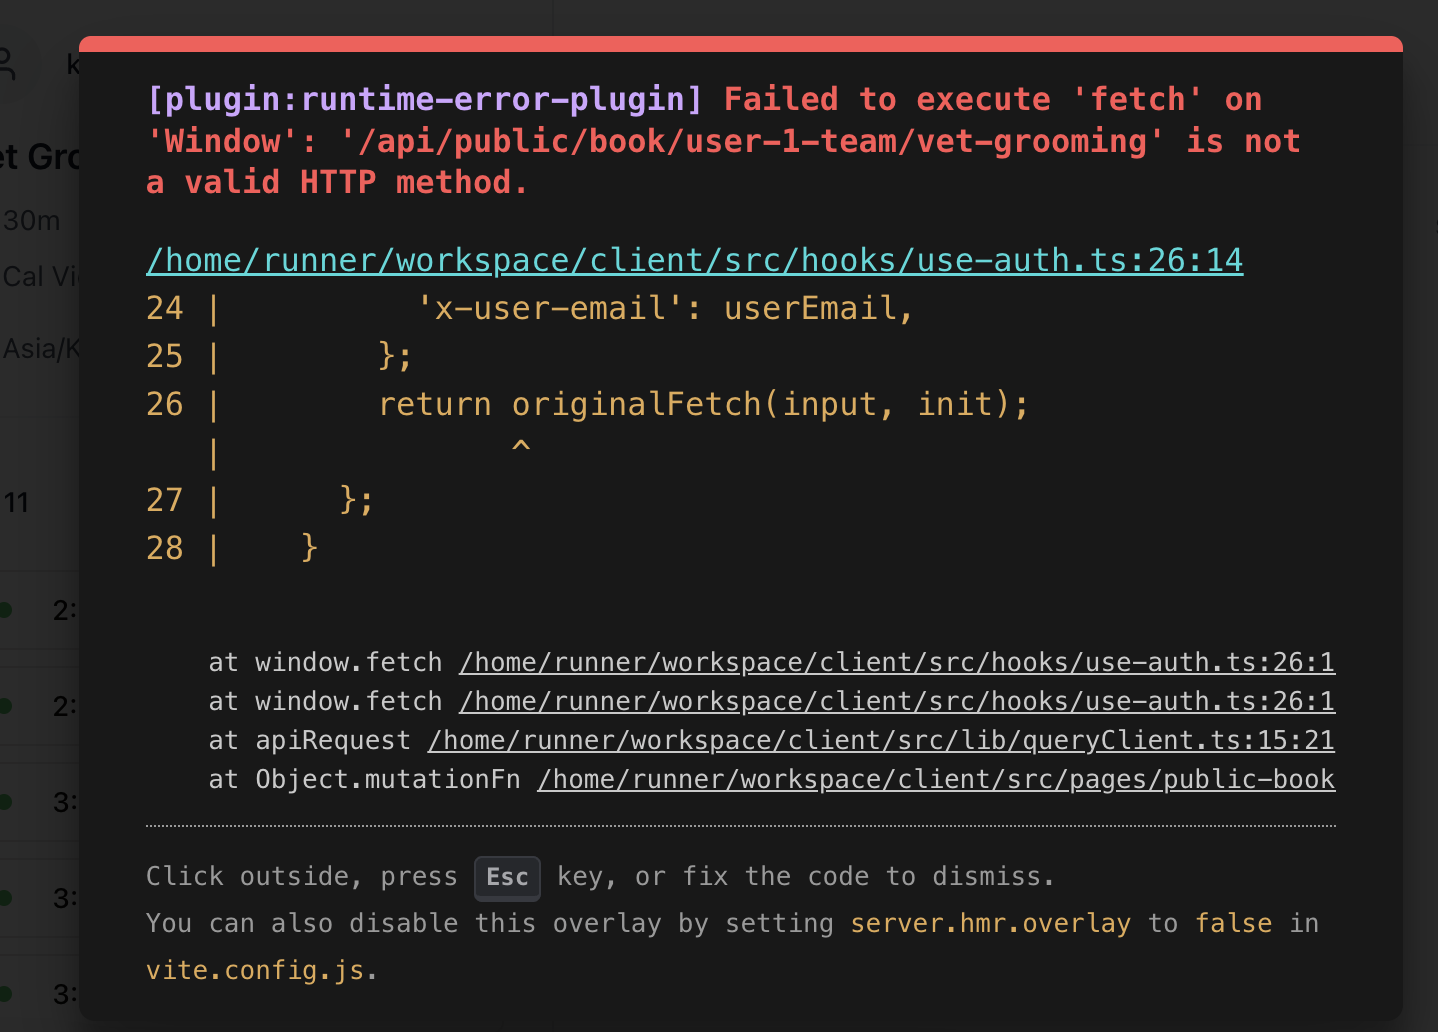 k
[plugin:runtime-error-plugin] Failed to execute 'fetch' on
'Window': '/api/public/book/user-1-team/vet-grooming' is not
a valid HTTP method.
et Gro
30m
/home/runner/workspace/client/src/hooks/use-auth.ts:26:14
Cal Vi
24 |          'x-user-email': userEmail,
Asia/K
25 |        };
26 |        return originalFetch(input, init);
   |               ^
11
27 |      };
28 |    }
2:
at window.fetch /home/runner/workspace/client/src/hooks/use-auth.ts:26:1
2:
at window.fetch /home/runner/workspace/client/src/hooks/use-auth.ts:26:1
at apiRequest /home/runner/workspace/client/src/lib/queryClient.ts:15:21
at Object.mutationFn /home/runner/workspace/client/src/pages/public-book
3:
Click outside, press Esc key, or fix the code to dismiss.
3:
You can also disable this overlay by setting server.hmr.overlay to false in
vite.config.js.
3: